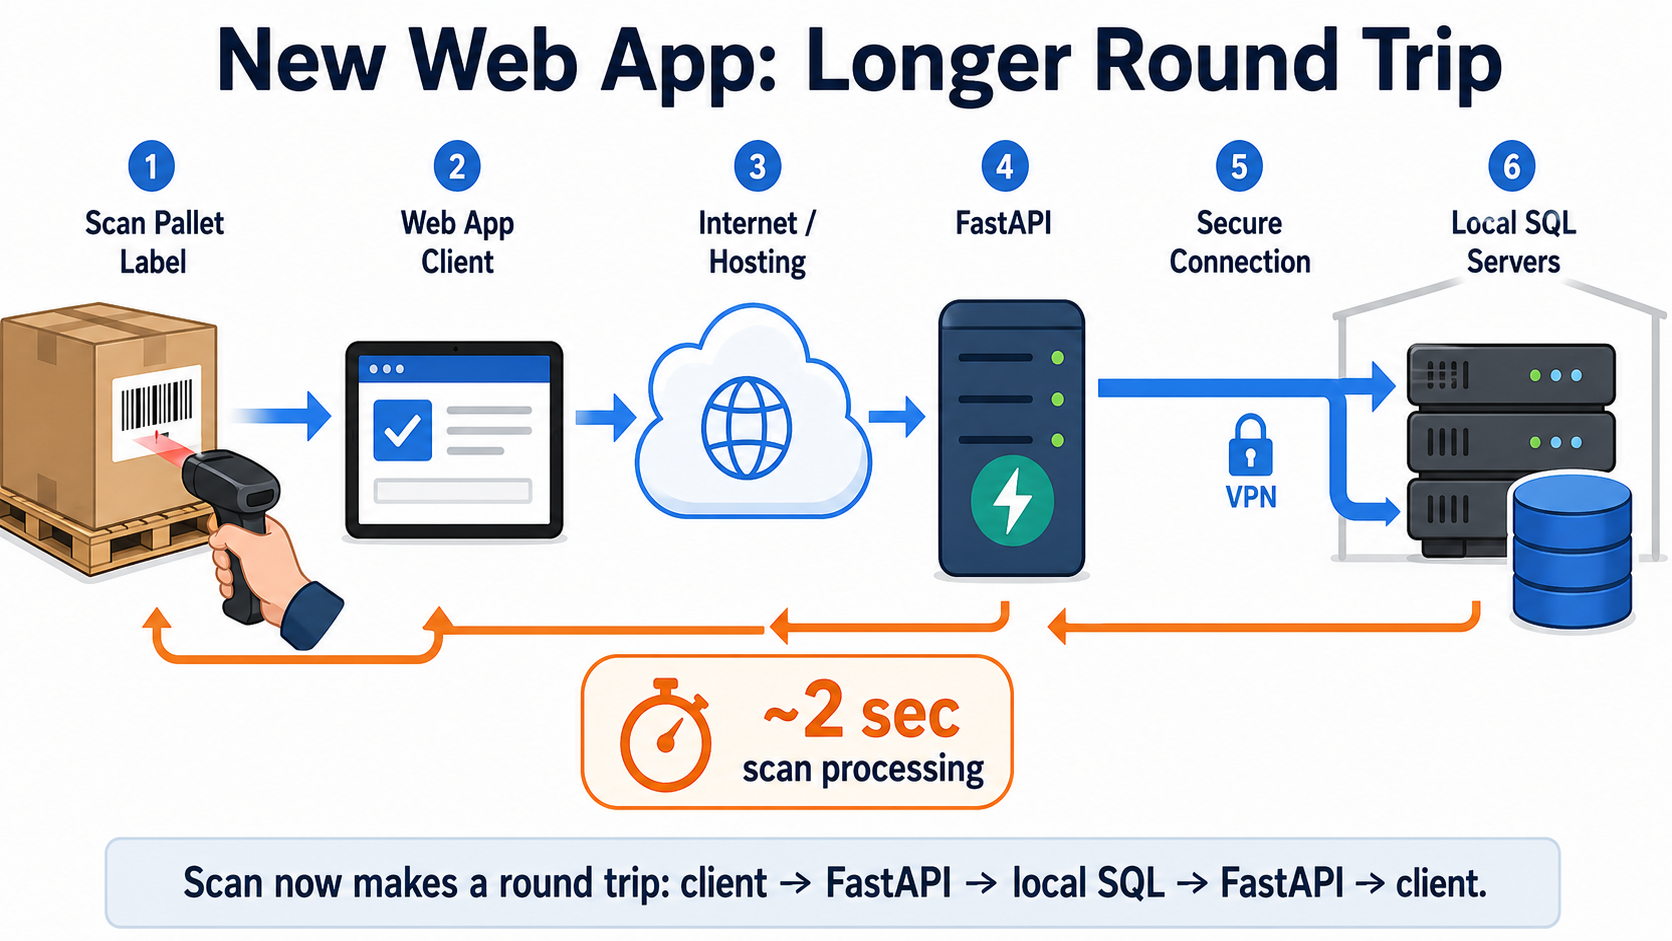 New Web App: Longer Round Trip
1
2
3
4
5
6
Scan Pallet
Label
Web App
Client
Internet /
Hosting
FastAPI
Secure
Connection
Local SQL
Servers
VPN
~2 sec
scan processing
Scan now makes a round trip: client → FastAPI → local SQL → FastAPI → client.